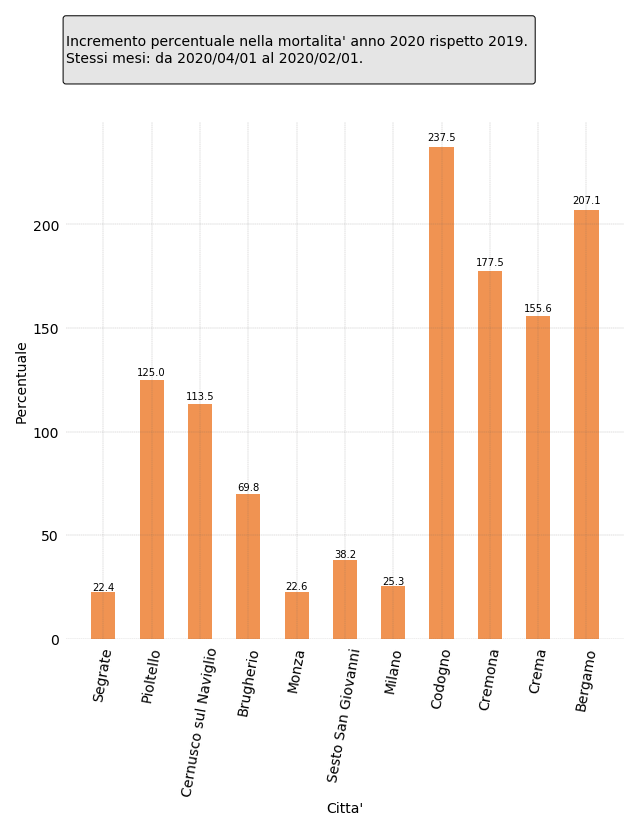 Incremento percentuale nella mortalita' anno 2020 rispetto 2019.
Stessi mesi: da 2020/04/01 al 2020/02/01.
237.5
207.1
177.5
155.6
125.0
113.5
69.8
38.2
25.3
22.6
22.4
Percentuale
200
150
100
50
0
Segrate
Pioltello
Cernusco sul Naviglio
Brugherio
Monza
Sesto San Giovanni
Milano
Codogno
Cremona
Crema
Bergamo
Citta'